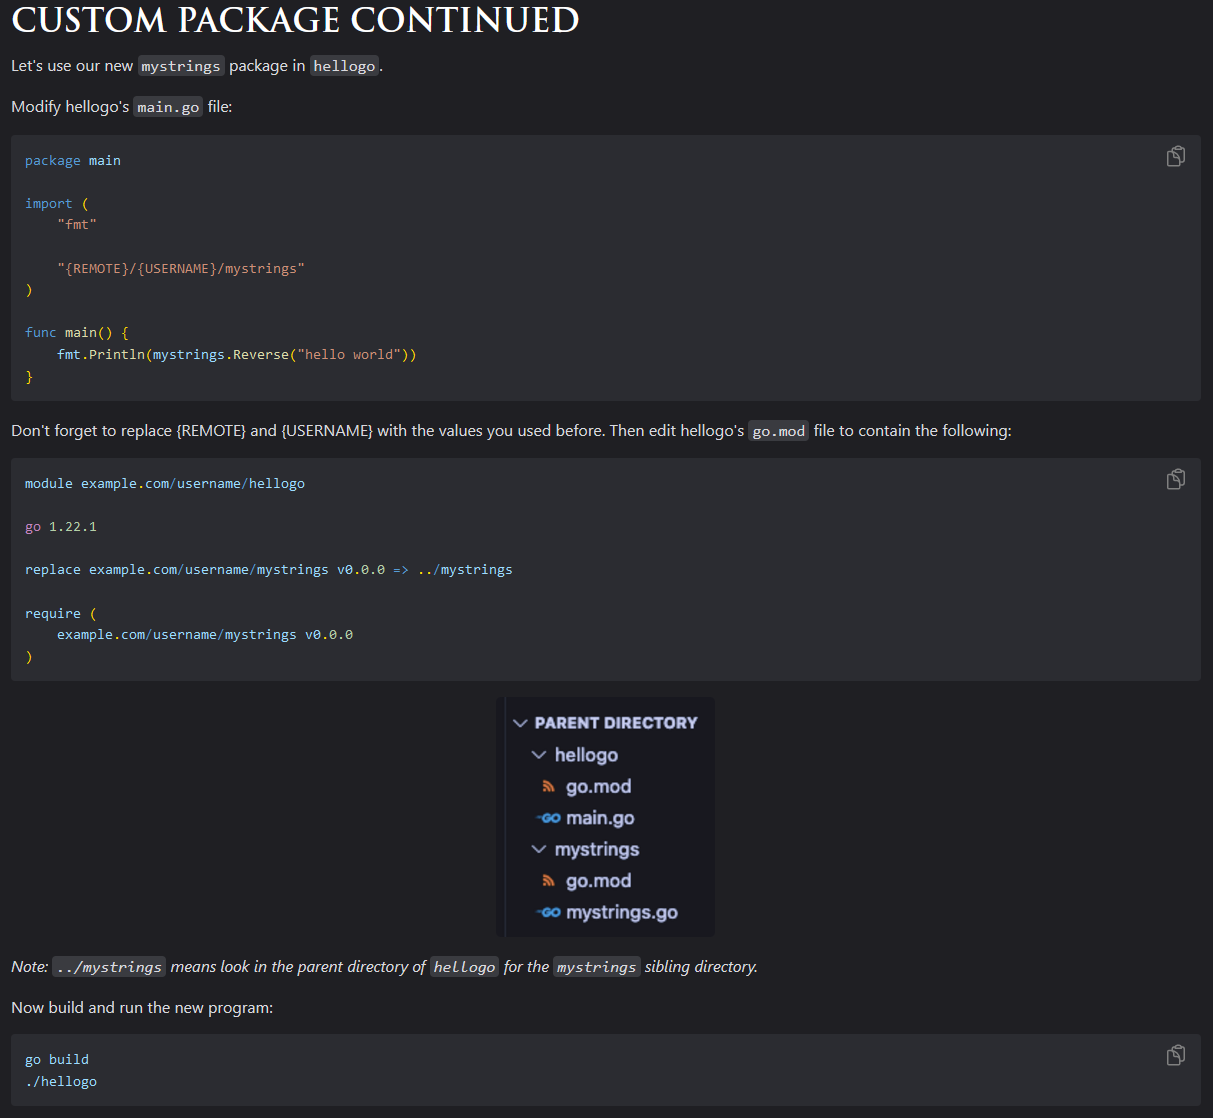 CUSTOM PACKAGE CONTINUED
Let's use our new mystrings package in hellogo.
Modify hellogo's main.go file:
package main
import (
    "fmt"
    "{REMOTE}/{USERNAME}/mystrings"
)
func main() {
    fmt.Println(mystrings.Reverse("hello world"))
}
Don't forget to replace {REMOTE} and {USERNAME} with the values you used before. Then edit hellogo's go.mod file to contain the following:
module example.com/username/hellogo
go 1.22.1
replace example.com/username/mystrings v0.0.0 => ../mystrings
require (
    example.com/username/mystrings v0.0.0
)
PARENT DIRECTORY
hellogo
go.mod
GO main.go
mystrings
go.mod
GO mystrings.go
Note: ../mystrings means look in the parent directory of hellogo for the mystrings sibling directory.
Now build and run the new program:
go build
./hellogo